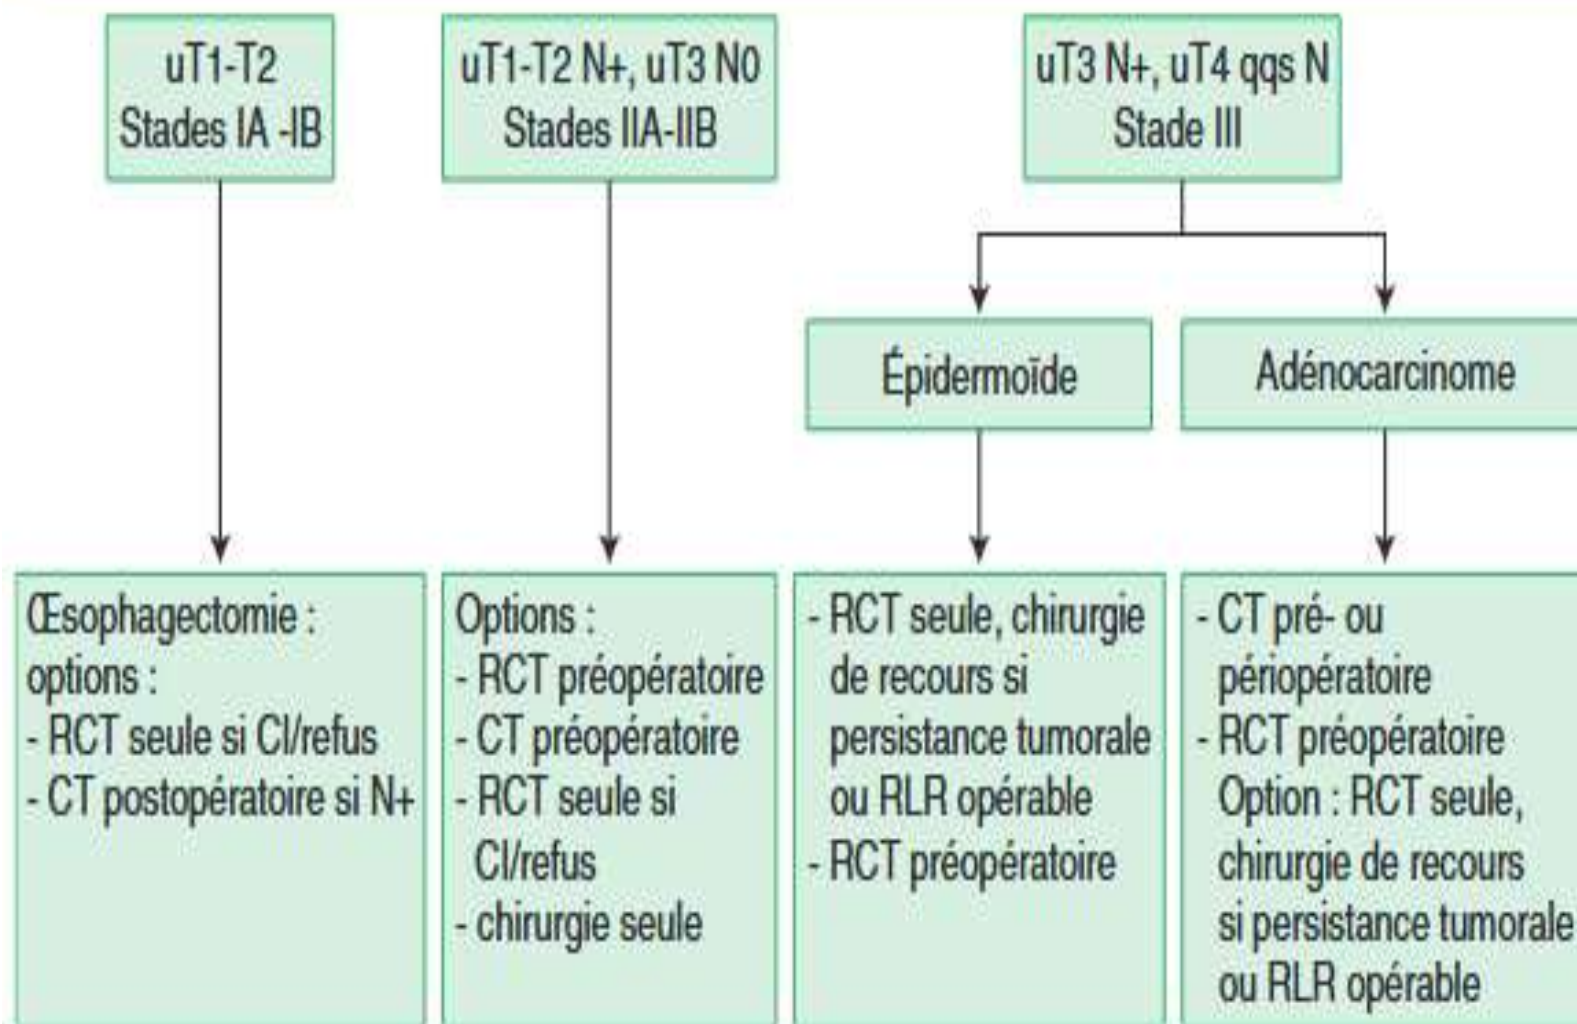 uT1-T2
Stades IA -IB
uT1-T2 N+, uT3 N0
Stades IIA-IIB
uT3 N+, uT4 qqs N
Stade III
Épidermoïde
Adénocarcinome
Œsophagectomie :
options :
- RCT seule si CI/refus
- CT postopératoire si N+
Options :
- RCT préopératoire
- CT préopératoire
- RCT seule si
CI/refus
- chirurgie seule
- RCT seule, chirurgie
de recours si
persistance tumorale
ou RLR opérable
- RCT préopératoire
- CT pré- ou
périopératoire
- RCT préopératoire
Option : RCT seule,
chirurgie de recours
si persistance tumorale
ou RLR opérable